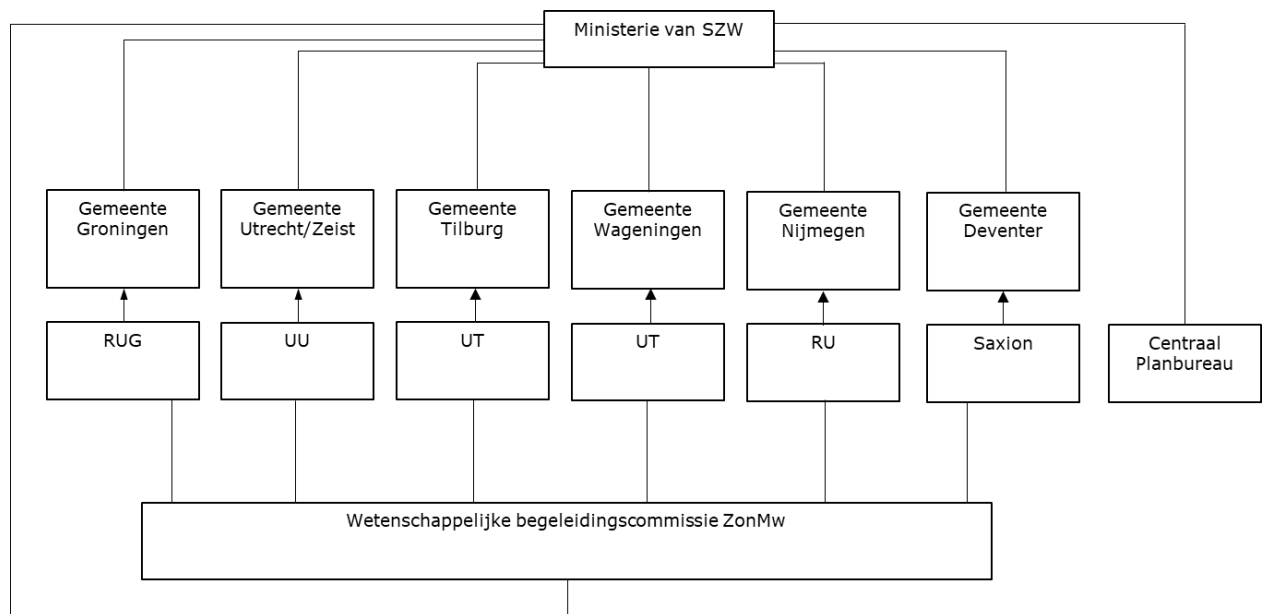 Ministerie van SZW
Gemeente
Groningen
Gemeente
Utrecht/Zeist
Gemeente
Tilburg
Gemeente
Wageningen
Gemeente
Nijmegen
Gemeente
Deventer
RUG
UU
UT
UT
RU
Saxion
Centraal
Planbureau
Wetenschappelijke begeleidingscommissie ZonMw